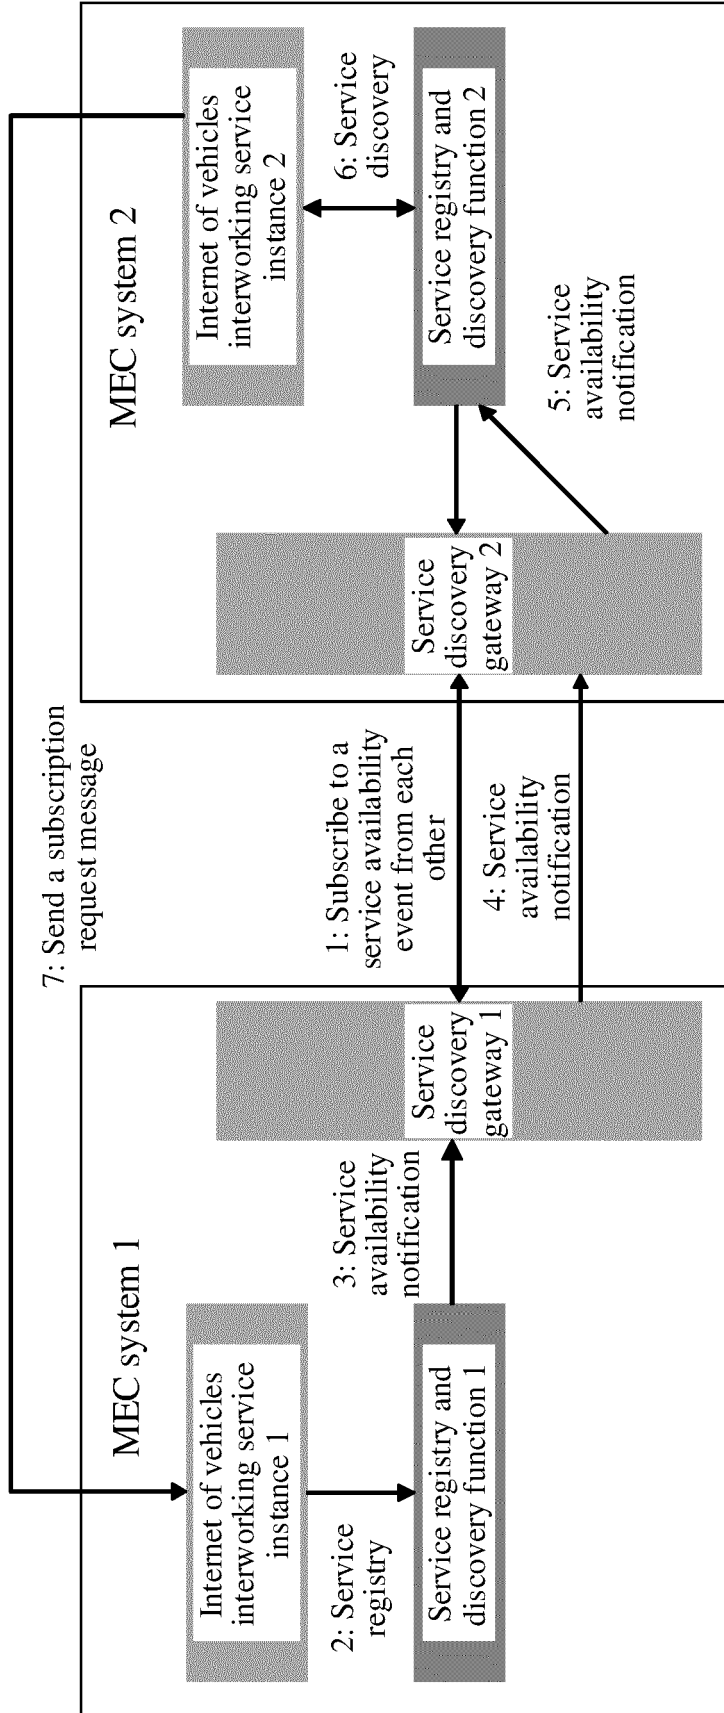 7: Send a subscription
request message
MEC system 1
Internet of vehicles
interworking service
instance 1
2: Service
registry
Service registry and
discovery function 1
3: Service
availability
notification
Service
discovery
gateway 1
1: Subscribe to a
service availability
event from each
other
4: Service
availability
notification
MEC system 2
Service
discovery
gateway 2
Internet of vehicles
interworking service
instance 2
6: Service
discovery
Service registry and
discovery function 2
5: Service
availability
notification